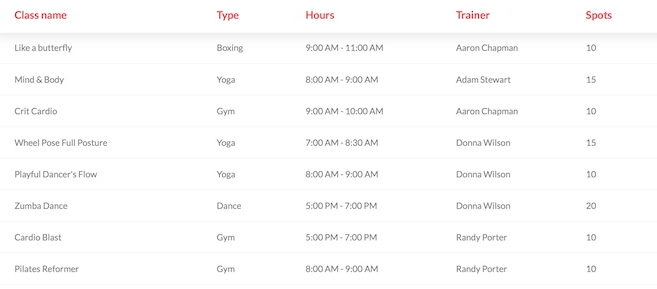 Class name Type Hours Trainer Spots
Like a butterfly Boxing 9:00 AM - 11:00 AM Aaron Chapman 10
Mind & Body Yoga 8:00 AM - 9:00 AM Adam Stewart 15
Crit Cardio Gym 9:00 AM - 10:00 AM Aaron Chapman 10
Wheel Pose Full Posture Yoga 7:00 AM - 8:30 AM Donna Wilson 15
Playful Dancer's Flow Yoga 8:00 AM - 9:00 AM Donna Wilson 10
Zumba Dance Dance 5:00 PM - 7:00 PM Donna Wilson 20
Cardio Blast Gym 5:00 PM - 7:00 PM Randy Porter 10
Pilates Reformer Gym 8:00 AM - 9:00 AM Randy Porter 10